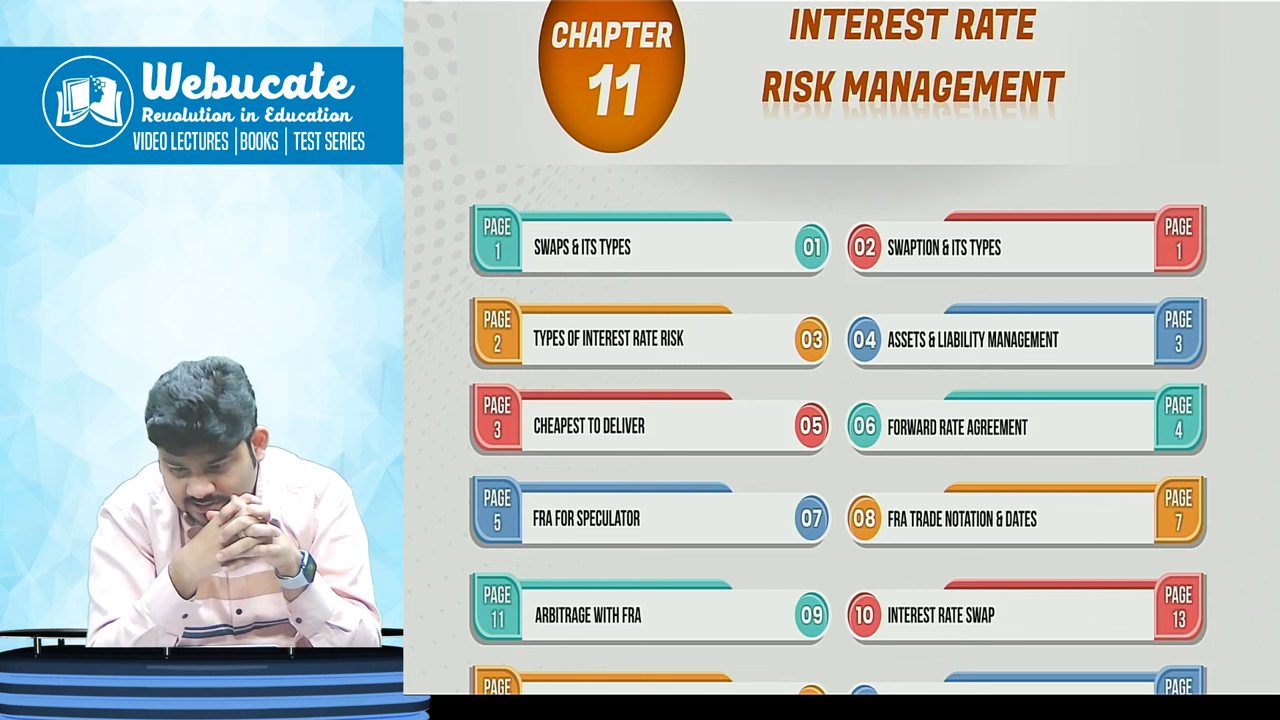 Webucate
Revolution in Education
VIDEO LECTURES | BOOKS | TEST SERIES
CHAPTER
11
INTEREST RATE
RISK MANAGEMENT
PAGE
1
SWAPS & ITS TYPES
01
02
SWAPTION & ITS TYPES
PAGE
1
PAGE
2
TYPES OF INTEREST RATE RISK
03
04
ASSETS & LIABILITY MANAGEMENT
PAGE
3
PAGE
3
CHEAPEST TO DELIVER
05
06
FORWARD RATE AGREEMENT
PAGE
4
PAGE
5
FRA FOR SPECULATOR
07
08
FRA TRADE NOTATION & DATES
PAGE
7
PAGE
11
ARBITRAGE WITH FRA
09
10
INTEREST RATE SWAP
PAGE
13
PAGE
PAGE